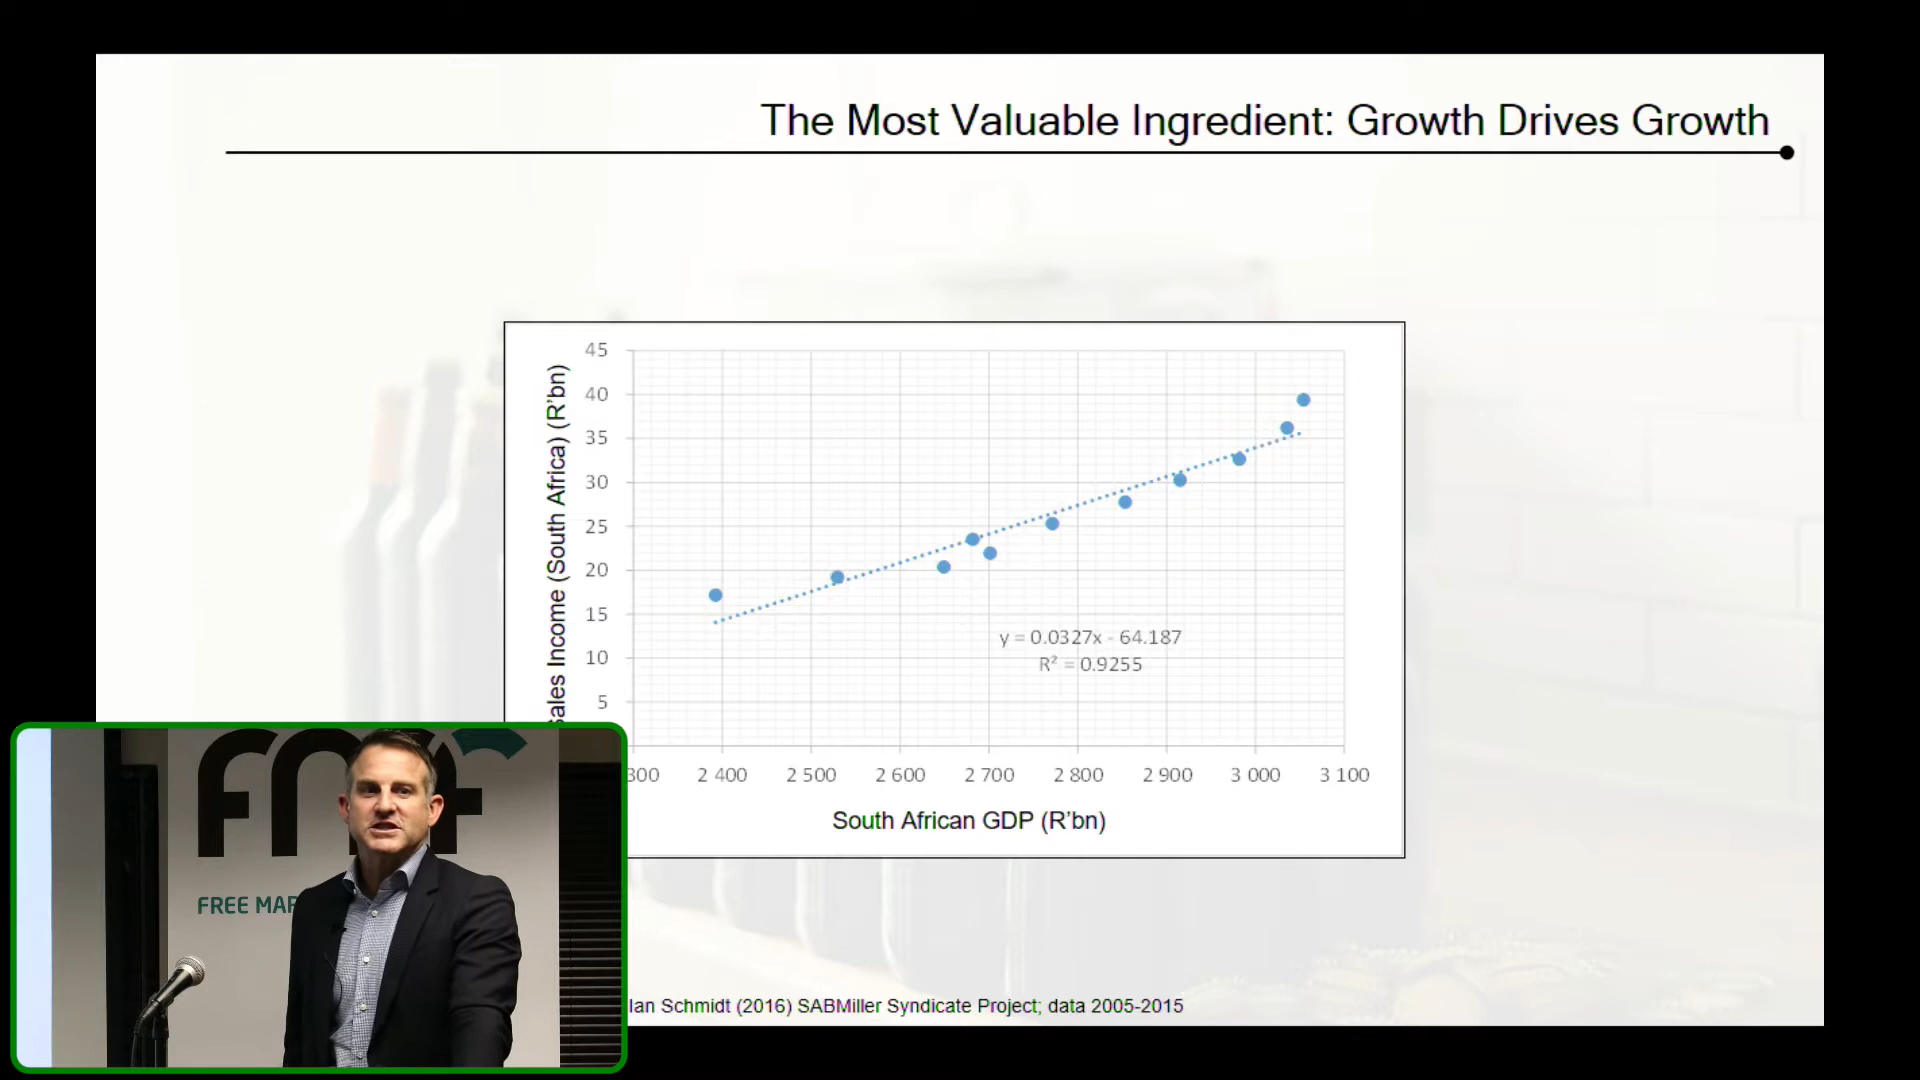 The Most Valuable Ingredient: Growth Drives Growth
Sales Income (South Africa) (R'bn)
45
40
35
30
25
20
15
10
5
y = 0.0327x - 64.187
R² = 0.9255
300 2 400 2 500 2 600 2 700 2 800 2 900 3 000 3 100
South African GDP (R'bn)
FREE MAR
Ian Schmidt (2016) SABMiller Syndicate Project; data 2005-2015